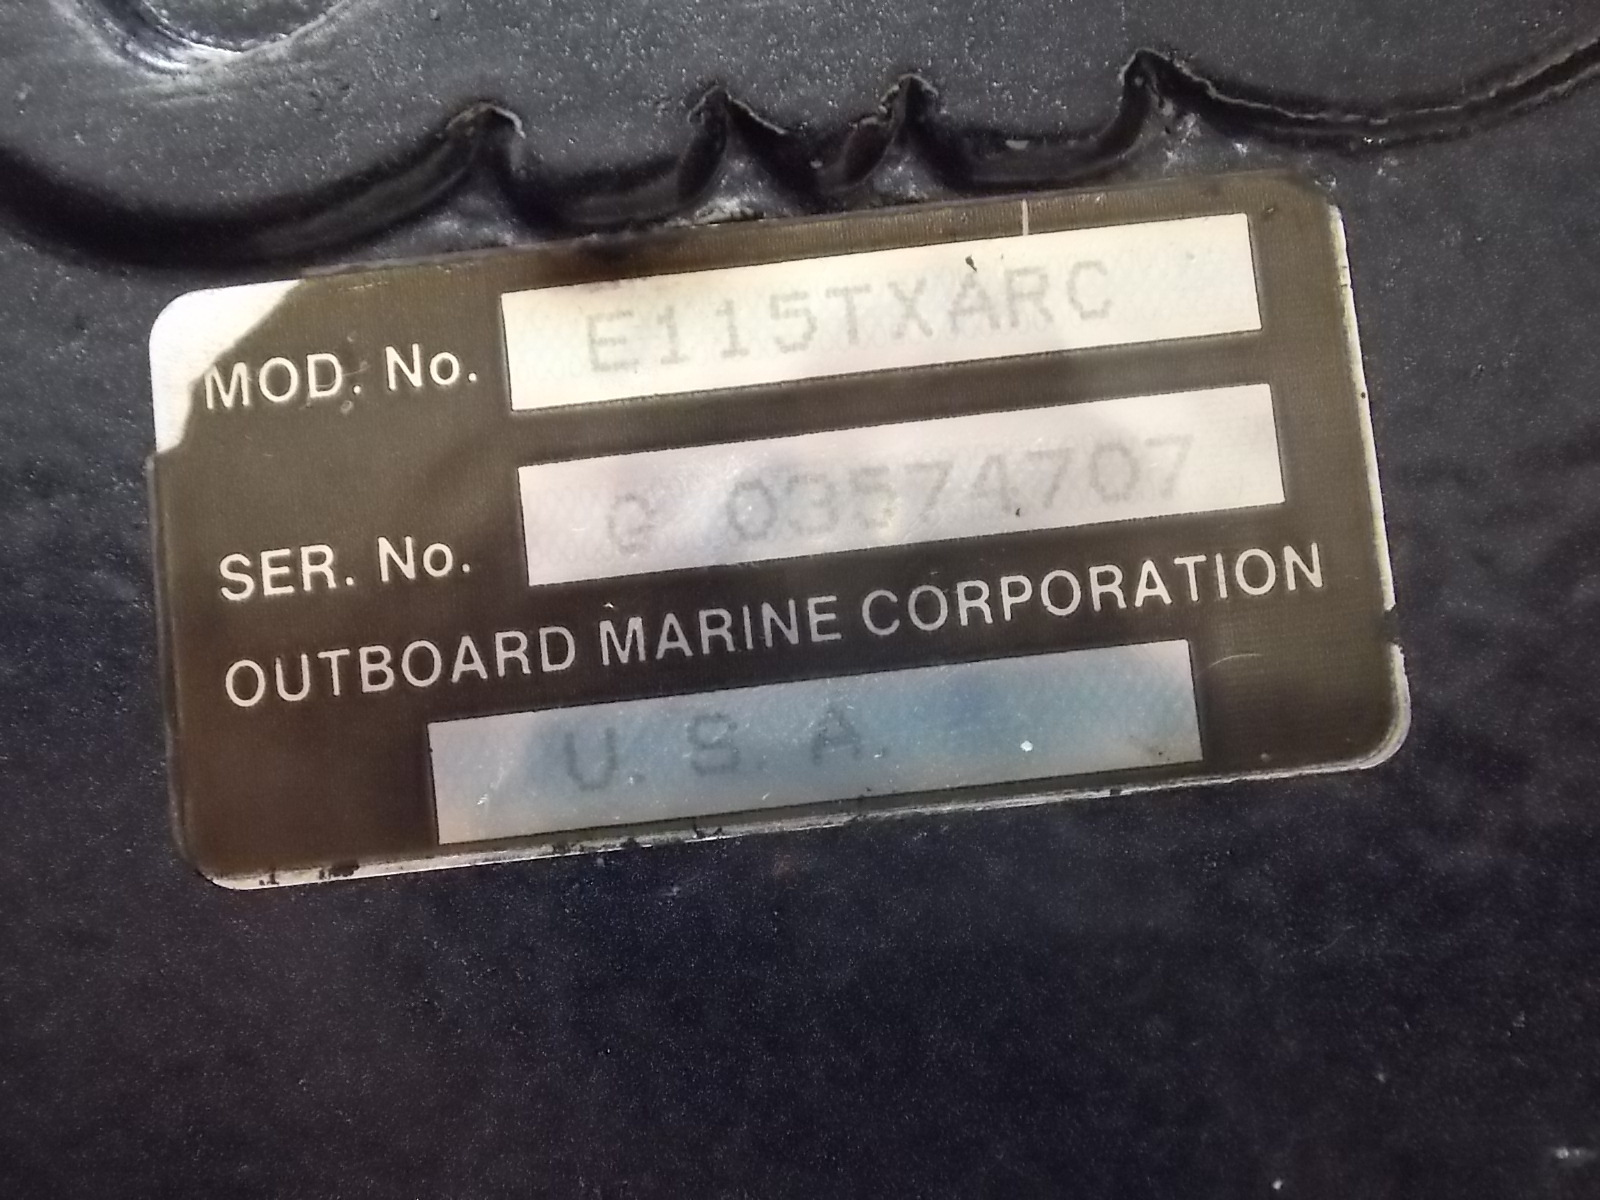 MOD. No. E115TXARC
SER. No. G 03574707
OUTBOARD MARINE CORPORATION
U. S. A.